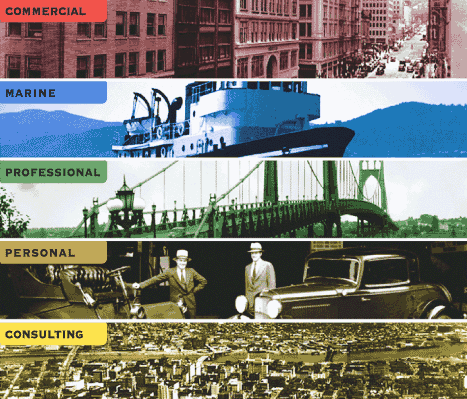 COMMERCIAL
MARINE
PROFESSIONAL
PERSONAL
CONSULTING